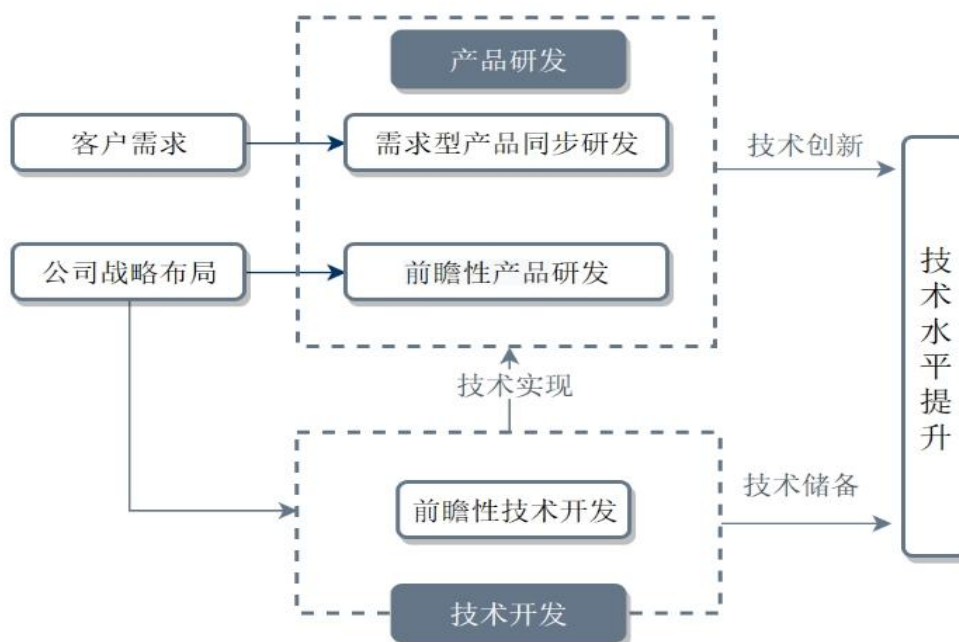 产品研发
客户需求
需求型产品同步研发
技术创新
公司战略布局
前瞻性产品研发
技术水平提升
技术实现
前瞻性技术开发
技术储备
技术开发